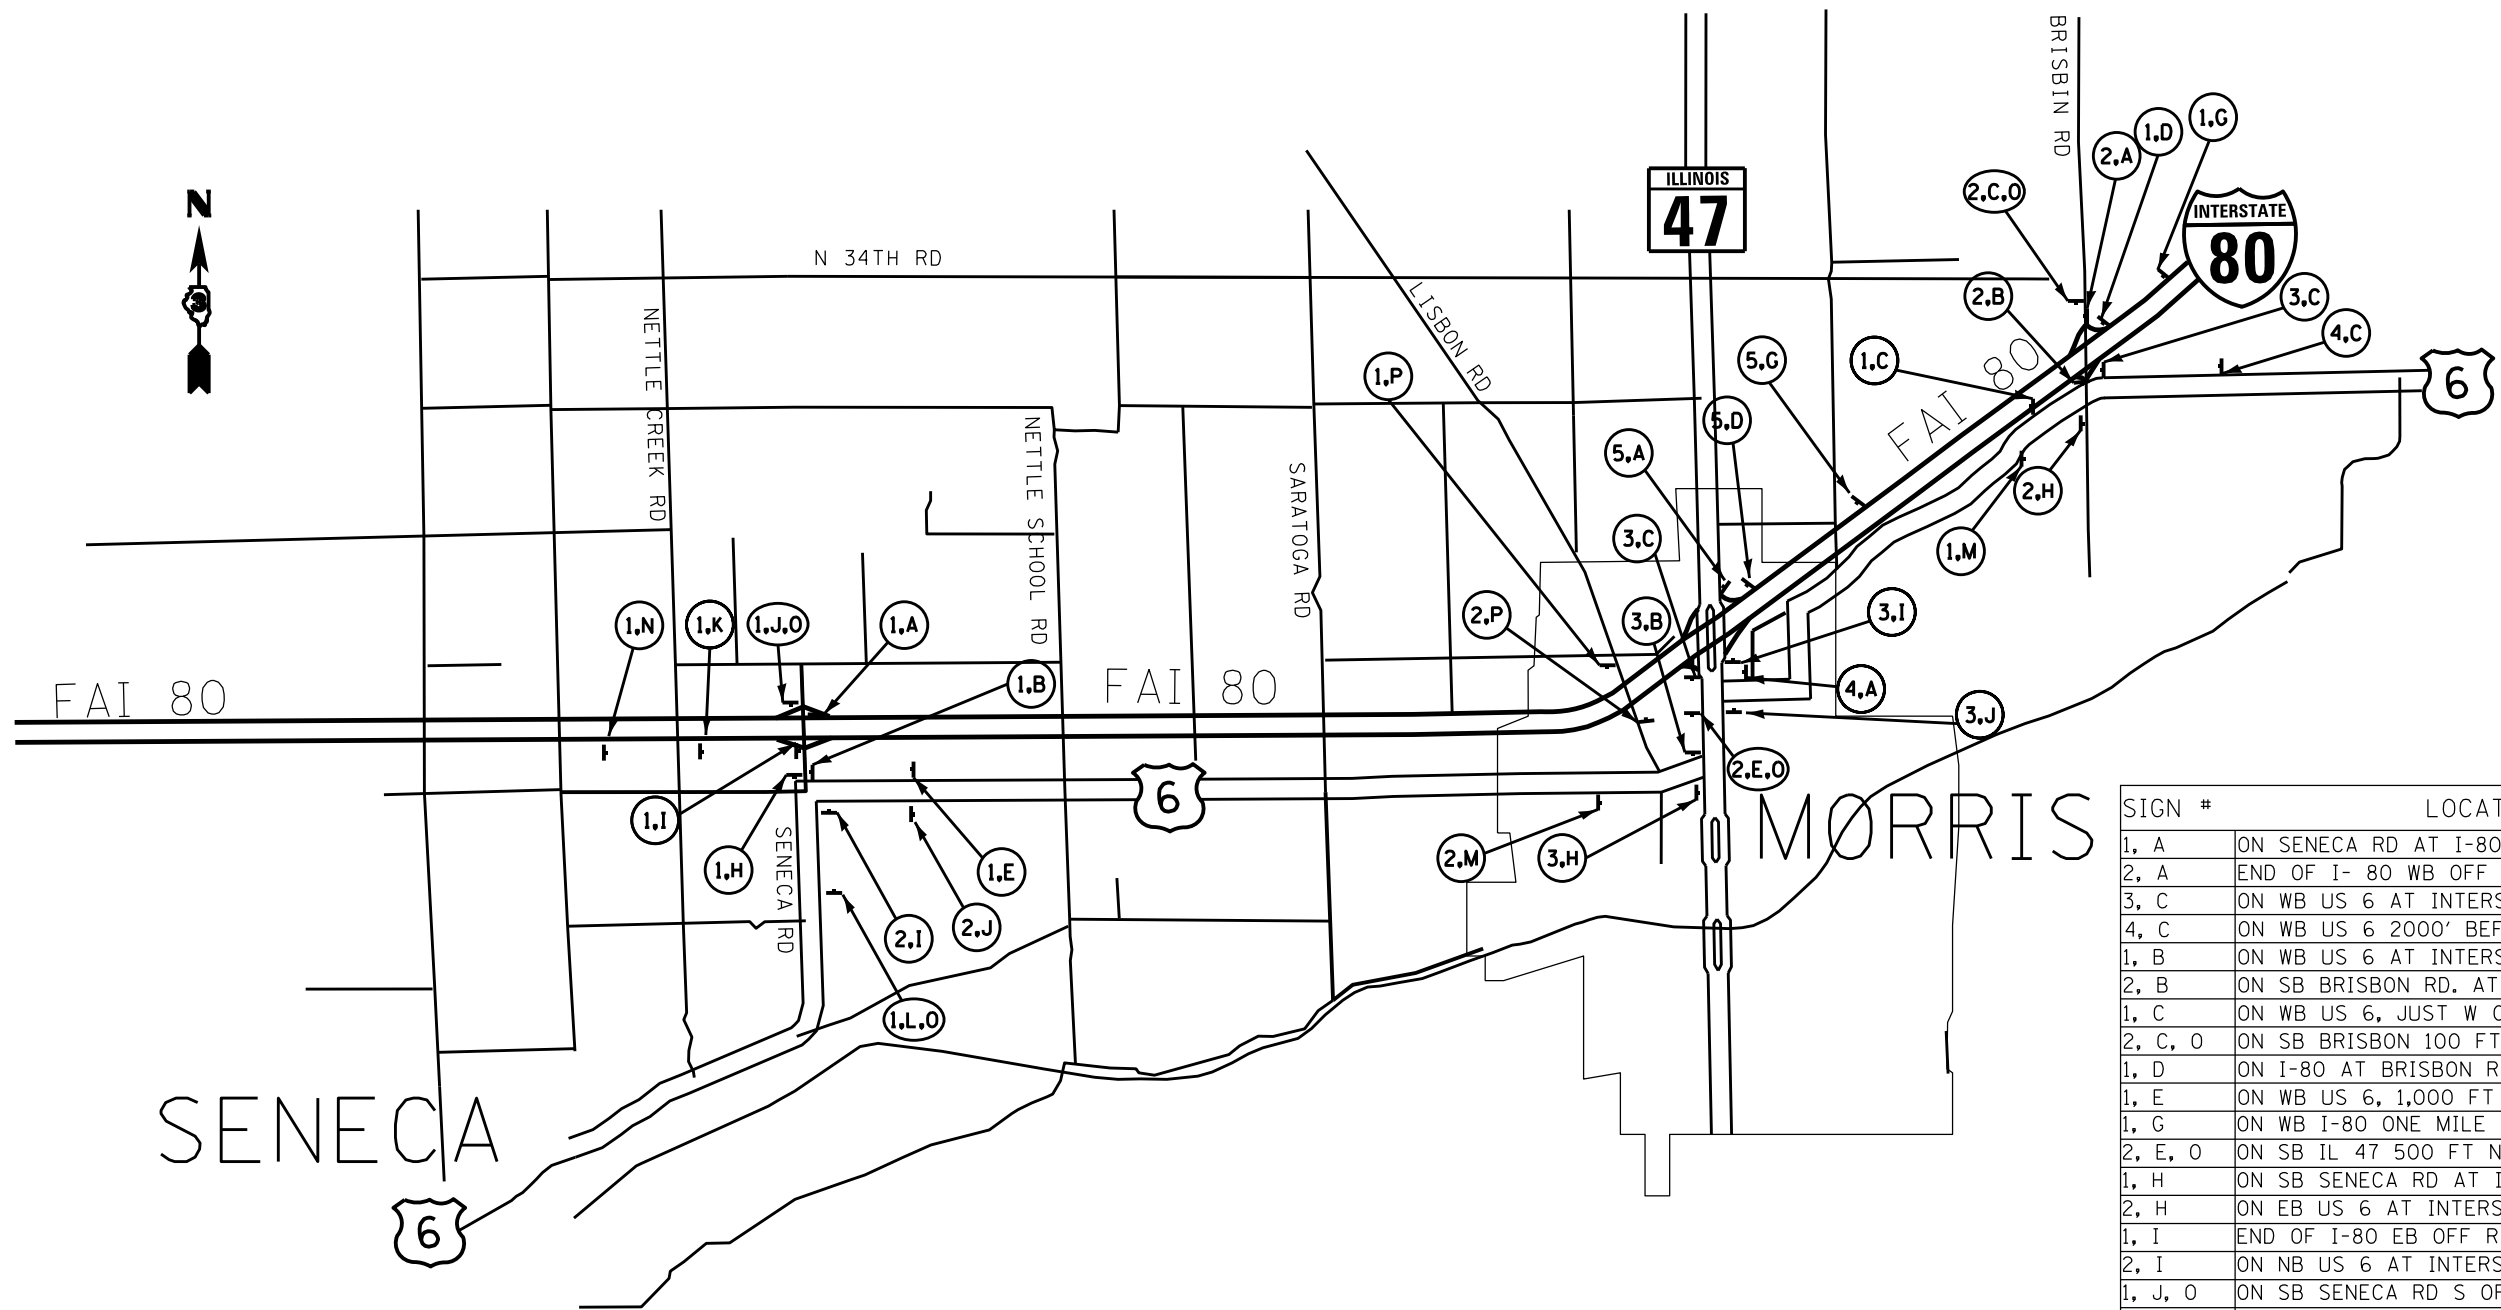 BRISBIN RD
1,G
1,D
2,A
2,C,O
ILLINOIS
47
INTERSTATE
80
N
3
N 34TH RD
2,B
3,C
4,C
LISBON RD
NETTLE CREEK RD
1,P
5,G
1,C
FAI 80
6
5,D
5,A
NETTLE SCHOOL RD
SARATOGA RD
2,H
3,C
1,M
1,N
1,K
1,J,O
1,A
2,P
3,B
3,I
1,B
FAI 80
FAI 80
4,A
3,J
2,E,O
6
1,I
SENECA RD
1,H
1,E
2,M
3,H
MORRIS
2,I
2,J
1,L,O
SENECA
6
SIGN # LOCAT
1, A ON SENECA RD AT I-80
2, A END OF I- 80 WB OFF
3, C ON WB US 6 AT INTERS
4, C ON WB US 6 2000' BEF
1, B ON WB US 6 AT INTERS
2, B ON SB BRISBON RD. AT
1, C ON WB US 6, JUST W
2, C, O ON SB BRISBON 100 FT
1, D ON I-80 AT BRISBON R
1, E ON WB US 6, 1,000 FT
1, G ON WB I-80 ONE MILE
2, E, O ON SB IL 47 500 FT N
1, H ON SB SENECA RD AT I
2, H ON EB US 6 AT INTERS
1, I END OF I-80 EB OFF R
2, I ON NB US 6 AT INTERS
1, J, O ON SB SENECA RD S OF